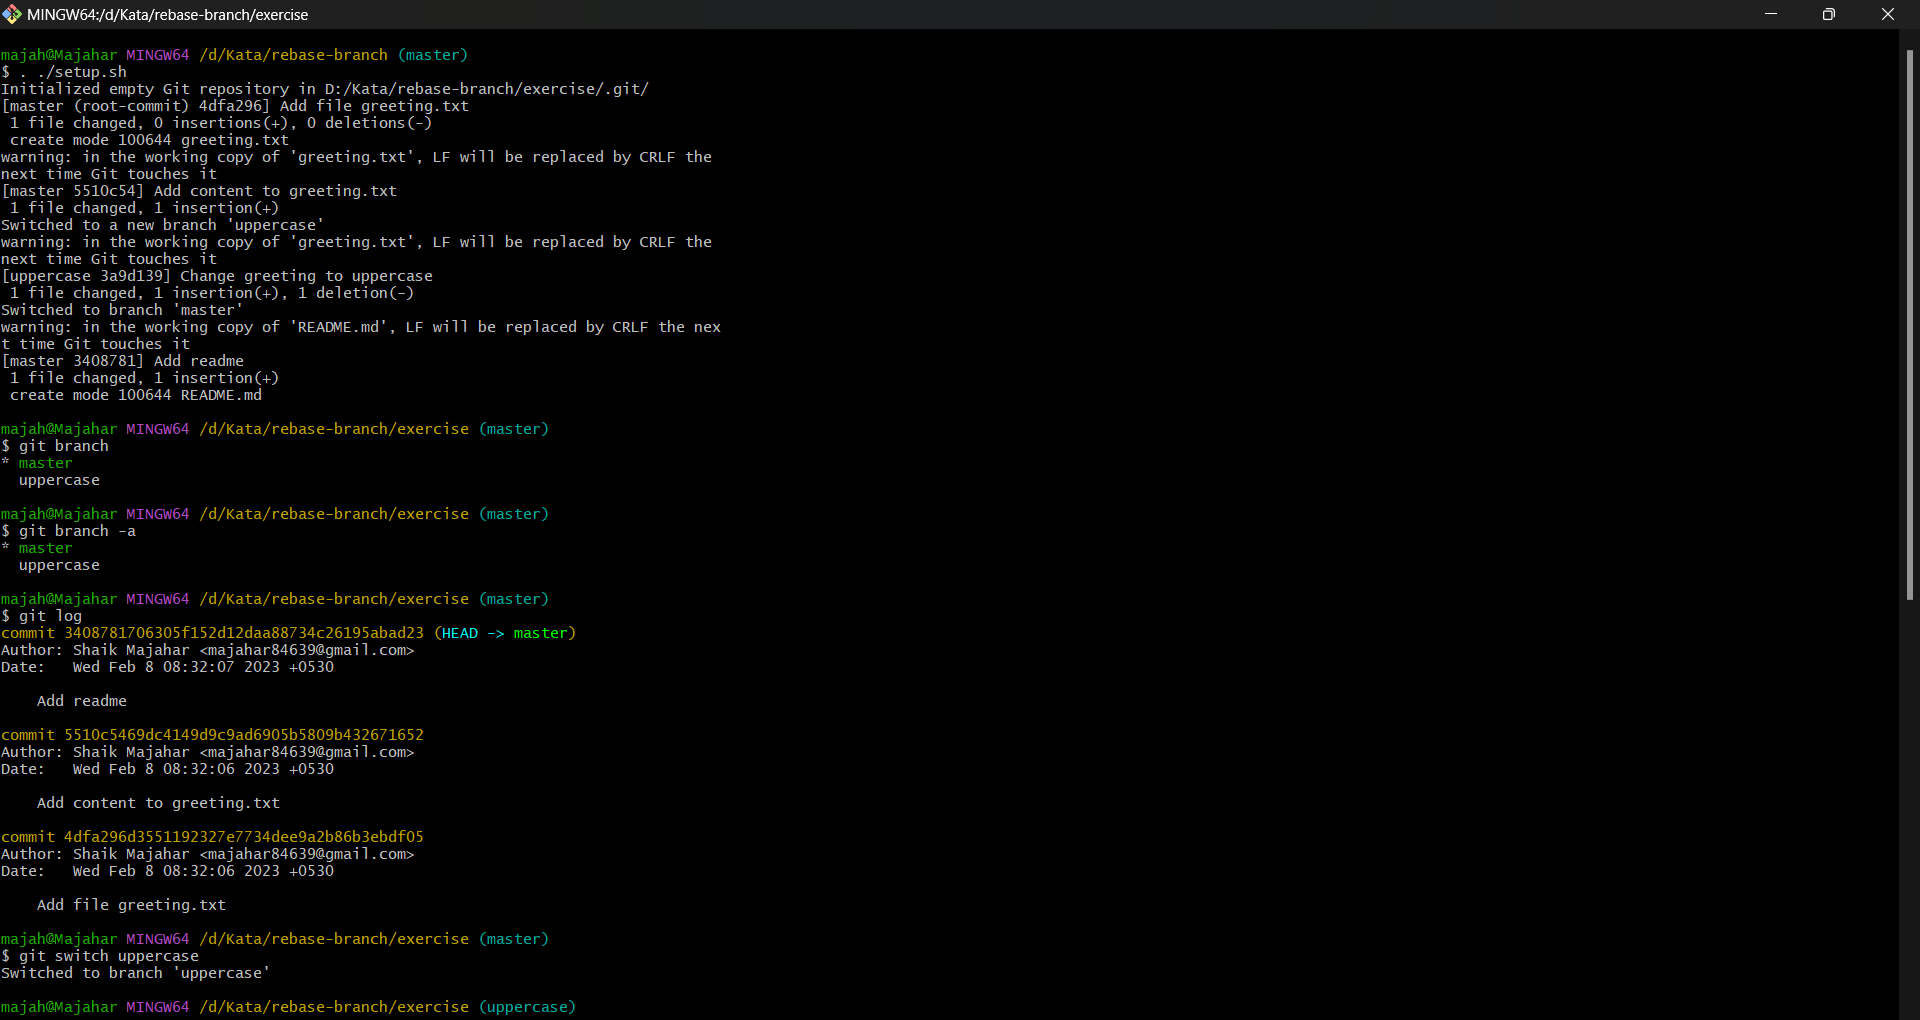 MINGW64:/d/Kata/rebase-branch/exercise
majah@Majahar MINGW64 /d/Kata/rebase-branch (master)
$ . ./setup.sh
Initialized empty Git repository in D:/Kata/rebase-branch/exercise/.git/
[master (root-commit) 4dfa296] Add file greeting.txt
 1 file changed, 0 insertions(+), 0 deletions(-)
 create mode 100644 greeting.txt
warning: in the working copy of 'greeting.txt', LF will be replaced by CRLF the
next time Git touches it
[master 5510c54] Add content to greeting.txt
 1 file changed, 1 insertion(+)
Switched to a new branch 'uppercase'
warning: in the working copy of 'greeting.txt', LF will be replaced by CRLF the
next time Git touches it
[uppercase 3a9d139] Change greeting to uppercase
 1 file changed, 1 insertion(+), 1 deletion(-)
Switched to branch 'master'
warning: in the working copy of 'README.md', LF will be replaced by CRLF the nex
t time Git touches it
[master 3408781] Add readme
 1 file changed, 1 insertion(+)
 create mode 100644 README.md
majah@Majahar MINGW64 /d/Kata/rebase-branch/exercise (master)
$ git branch
* master
  uppercase
majah@Majahar MINGW64 /d/Kata/rebase-branch/exercise (master)
$ git branch -a
* master
  uppercase
majah@Majahar MINGW64 /d/Kata/rebase-branch/exercise (master)
$ git log
commit 3408781706305f152d12daa88734c26195abad23 (HEAD -> master)
Author: Shaik Majahar <majahar84639@gmail.com>
Date:   Wed Feb 8 08:32:07 2023 +0530
    Add readme
commit 5510c5469dc4149d9c9ad6905b5809b432671652
Author: Shaik Majahar <majahar84639@gmail.com>
Date:   Wed Feb 8 08:32:06 2023 +0530
    Add content to greeting.txt
commit 4dfa296d3551192327e7734dee9a2b86b3ebdf05
Author: Shaik Majahar <majahar84639@gmail.com>
Date:   Wed Feb 8 08:32:06 2023 +0530
    Add file greeting.txt
majah@Majahar MINGW64 /d/Kata/rebase-branch/exercise (master)
$ git switch uppercase
Switched to branch 'uppercase'
majah@Majahar MINGW64 /d/Kata/rebase-branch/exercise (uppercase)